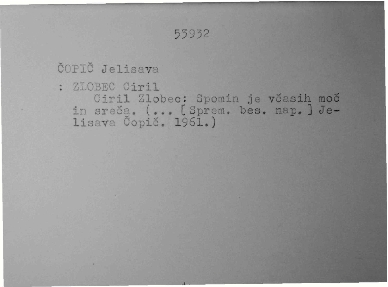 53932
ČOPIČ Jelisava
: ZLOBEC Ciril
Ciril Zlobec: Spomin je včasih moč
in sreča. (... [Sprem. bes. nap.] Je-
lisava Čopič. 1961.)